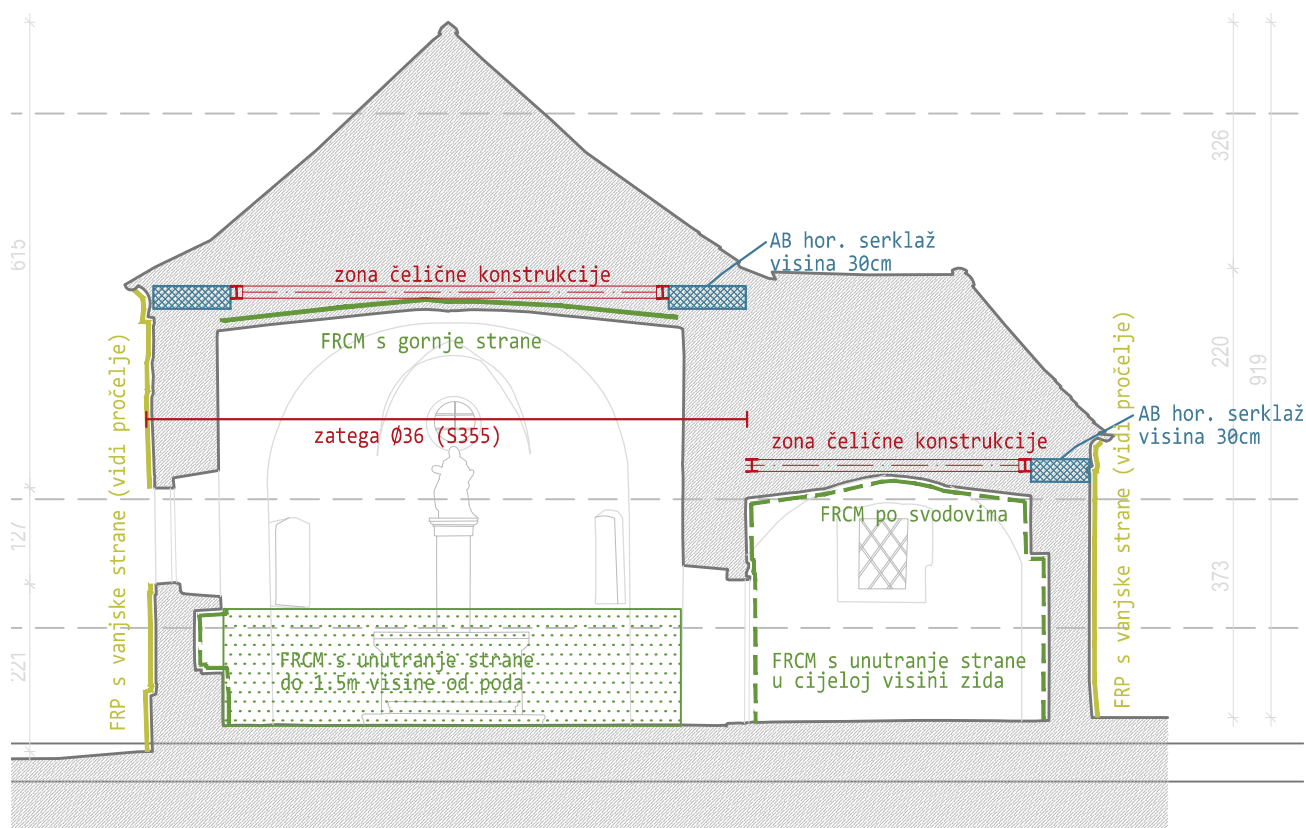 AB hor. serklaž
visina 30cm
zona čelične konstrukcije
FRCM s gornje strane
zatega Ø36 (S355)
AB hor. serklaž
visina 30cm
zona čelične konstrukcije
FRCM po svodovima
FRCM s unutranje strane
do 1.5m visine od poda
FRCM s unutranje strane
u cijeloj visini zida
FRP s vanjske strane (vidi pročelje)
FRP s vanjske strane (vidi pročelje)
615
127
221
326
220
373
919